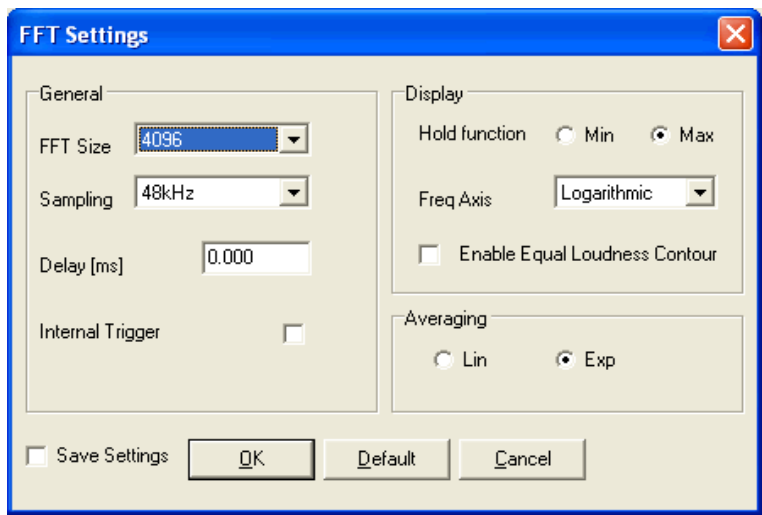 FFT Settings
General
FFT Size 4096
Sampling 48kHz
Delay [ms] 0.000
Internal Trigger
Display
Hold function Min Max
Freq Axis Logarithmic
Enable Equal Loudness Contour
Averaging
Lin Exp
Save Settings OK Default Cancel